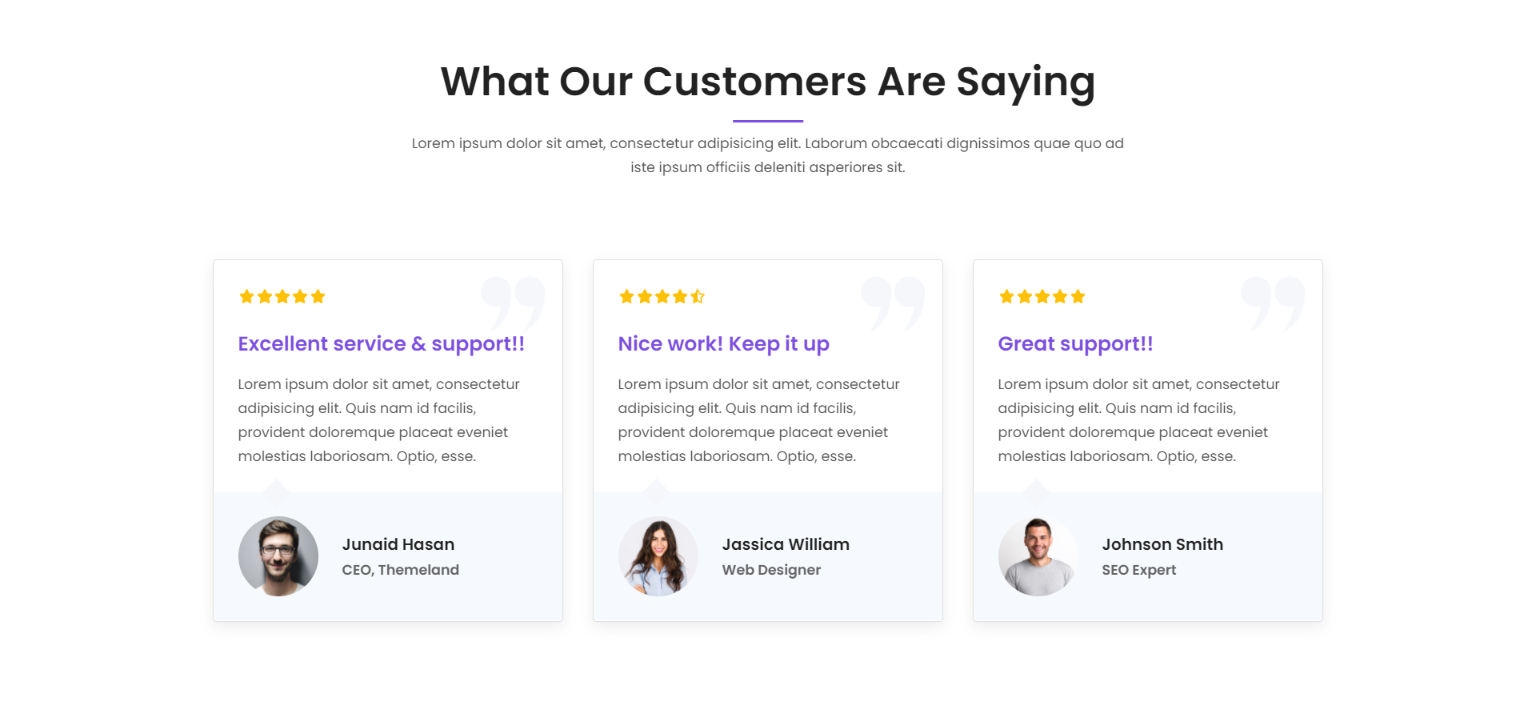 What Our Customers Are Saying
Lorem ipsum dolor sit amet, consectetur adipisicing elit. Laborum obcaecati dignissimos quae quo ad
iste ipsum officiis deleniti asperiores sit.
Excellent service & support!!
Lorem ipsum dolor sit amet, consectetur
adipisicing elit. Quis nam id facilis,
provident doloremque placeat eveniet
molestias laboriosam. Optio, esse.
Junaid Hasan
CEO, Themeland
Nice work! Keep it up
Lorem ipsum dolor sit amet, consectetur
adipisicing elit. Quis nam id facilis,
provident doloremque placeat eveniet
molestias laboriosam. Optio, esse.
Jassica William
Web Designer
Great support!!
Lorem ipsum dolor sit amet, consectetur
adipisicing elit. Quis nam id facilis,
provident doloremque placeat eveniet
molestias laboriosam. Optio, esse.
Johnson Smith
SEO Expert